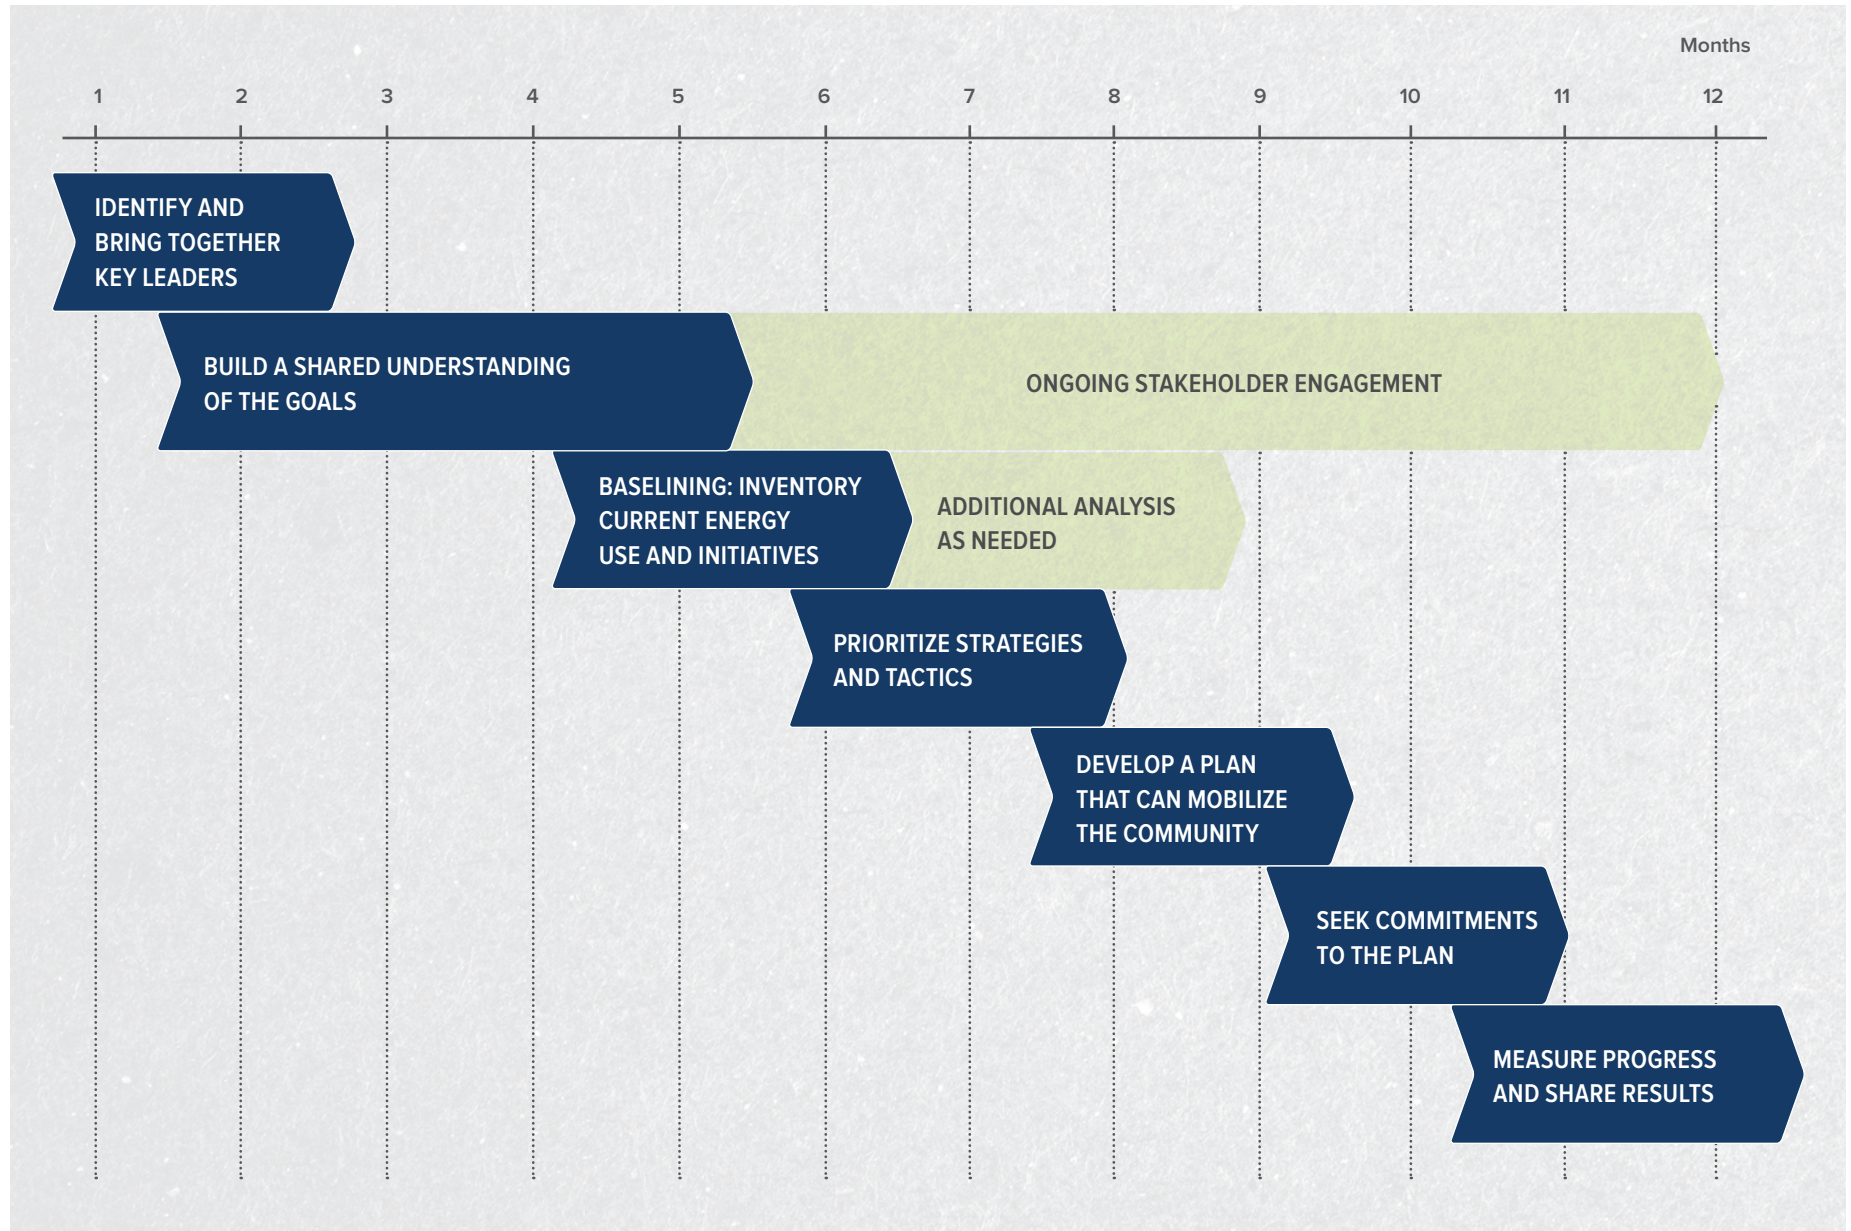 Months
1 2 3 4 5 6 7 8 9 10 11 12
IDENTIFY AND
BRING TOGETHER
KEY LEADERS
BUILD A SHARED UNDERSTANDING
OF THE GOALS
ONGOING STAKEHOLDER ENGAGEMENT
BASELINING: INVENTORY
CURRENT ENERGY
USE AND INITIATIVES
ADDITIONAL ANALYSIS
AS NEEDED
PRIORITIZE STRATEGIES
AND TACTICS
DEVELOP A PLAN
THAT CAN MOBILIZE
THE COMMUNITY
SEEK COMMITMENTS
TO THE PLAN
MEASURE PROGRESS
AND SHARE RESULTS